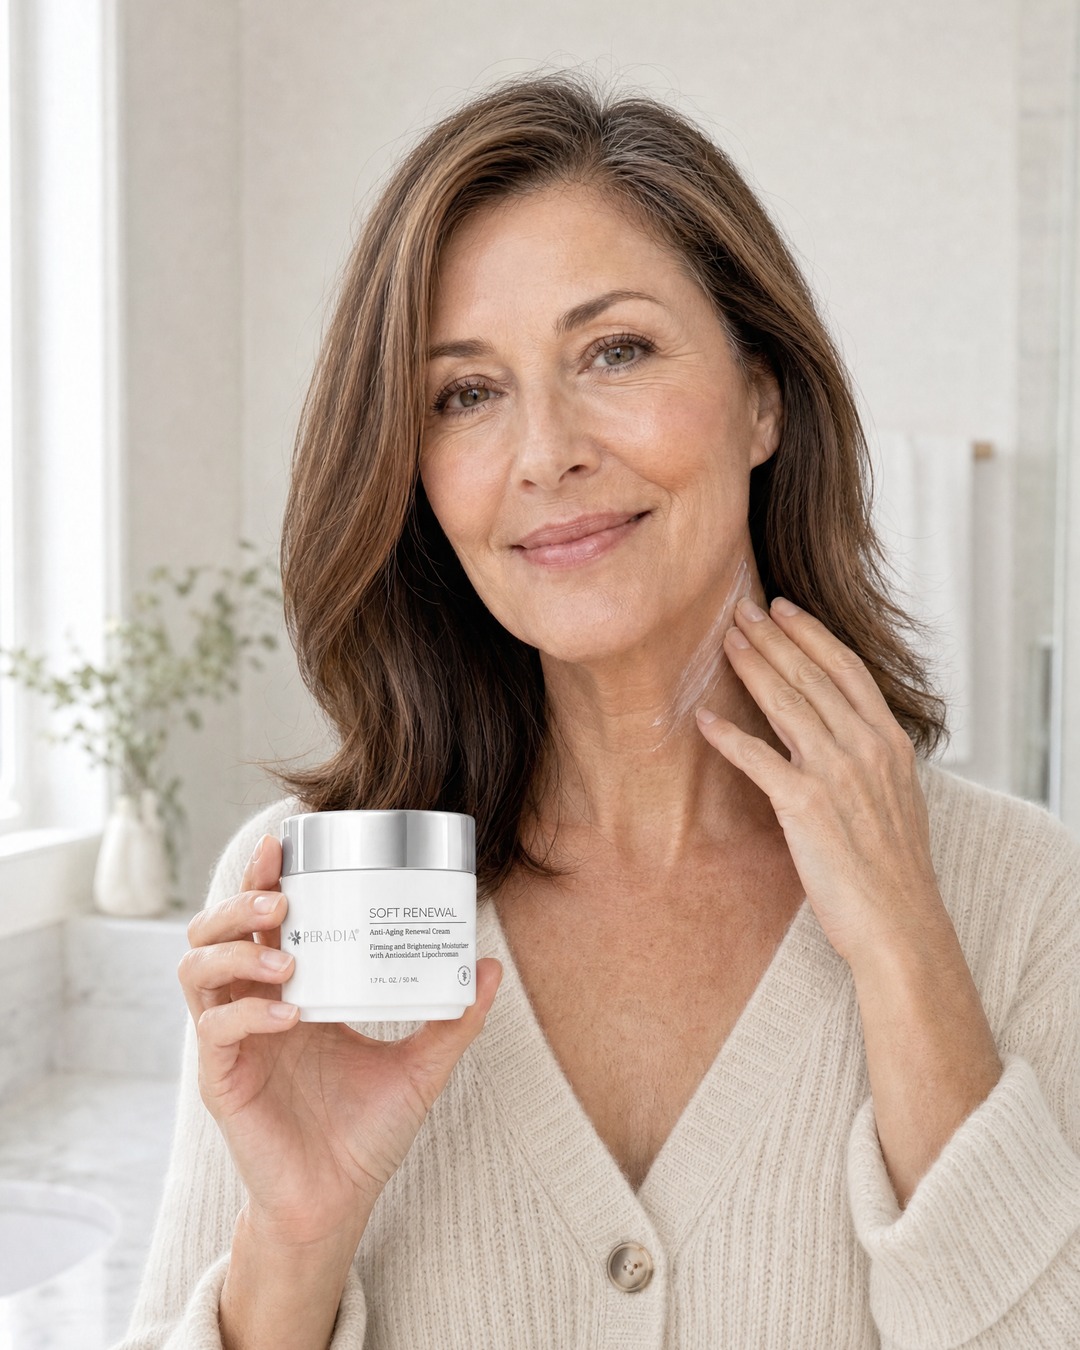 PERADIA®
SOFT RENEWAL
Anti-Aging Renewal Cream
Firming and Brightening Moisturizer
with Antioxidant Lipochroman
1.7 FL. OZ. / 50 ML